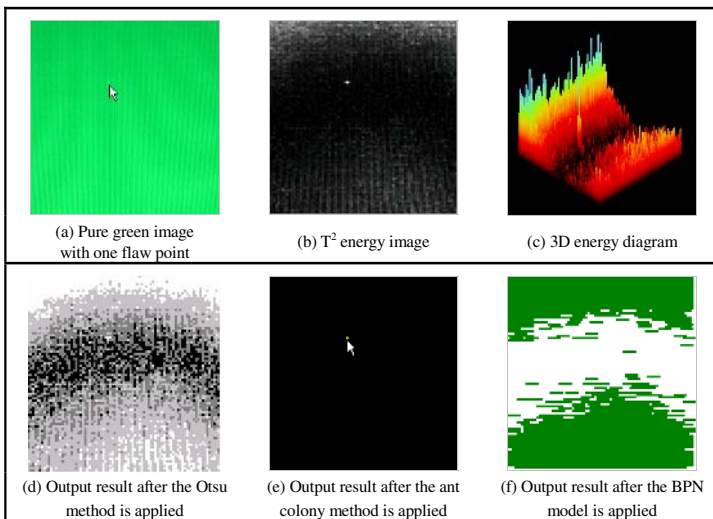 (a) Pure green image
with one flaw point
(b) T² energy image
(c) 3D energy diagram
(d) Output result after the Otsu
method is applied
(e) Output result after the ant
colony method is applied
(f) Output result after the BPN
model is applied